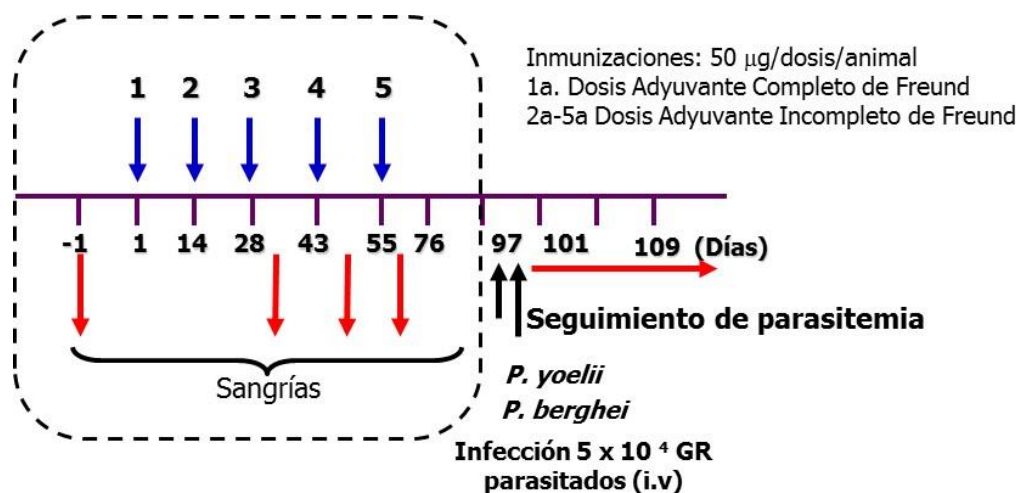 Inmunizaciones: 50 μg/dosis/animal
1a. Dosis Adyuvante Completo de Freund
2a-5a Dosis Adyuvante Incompleto de Freund
1 2 3 4 5
-1 1 14 28 43 55 76 97 101 109 (Días)
Seguimiento de parasitemia
Sangrías
P. yoelii
P. berghei
Infección 5 x 10 ⁴ GR
parasitados (i.v)